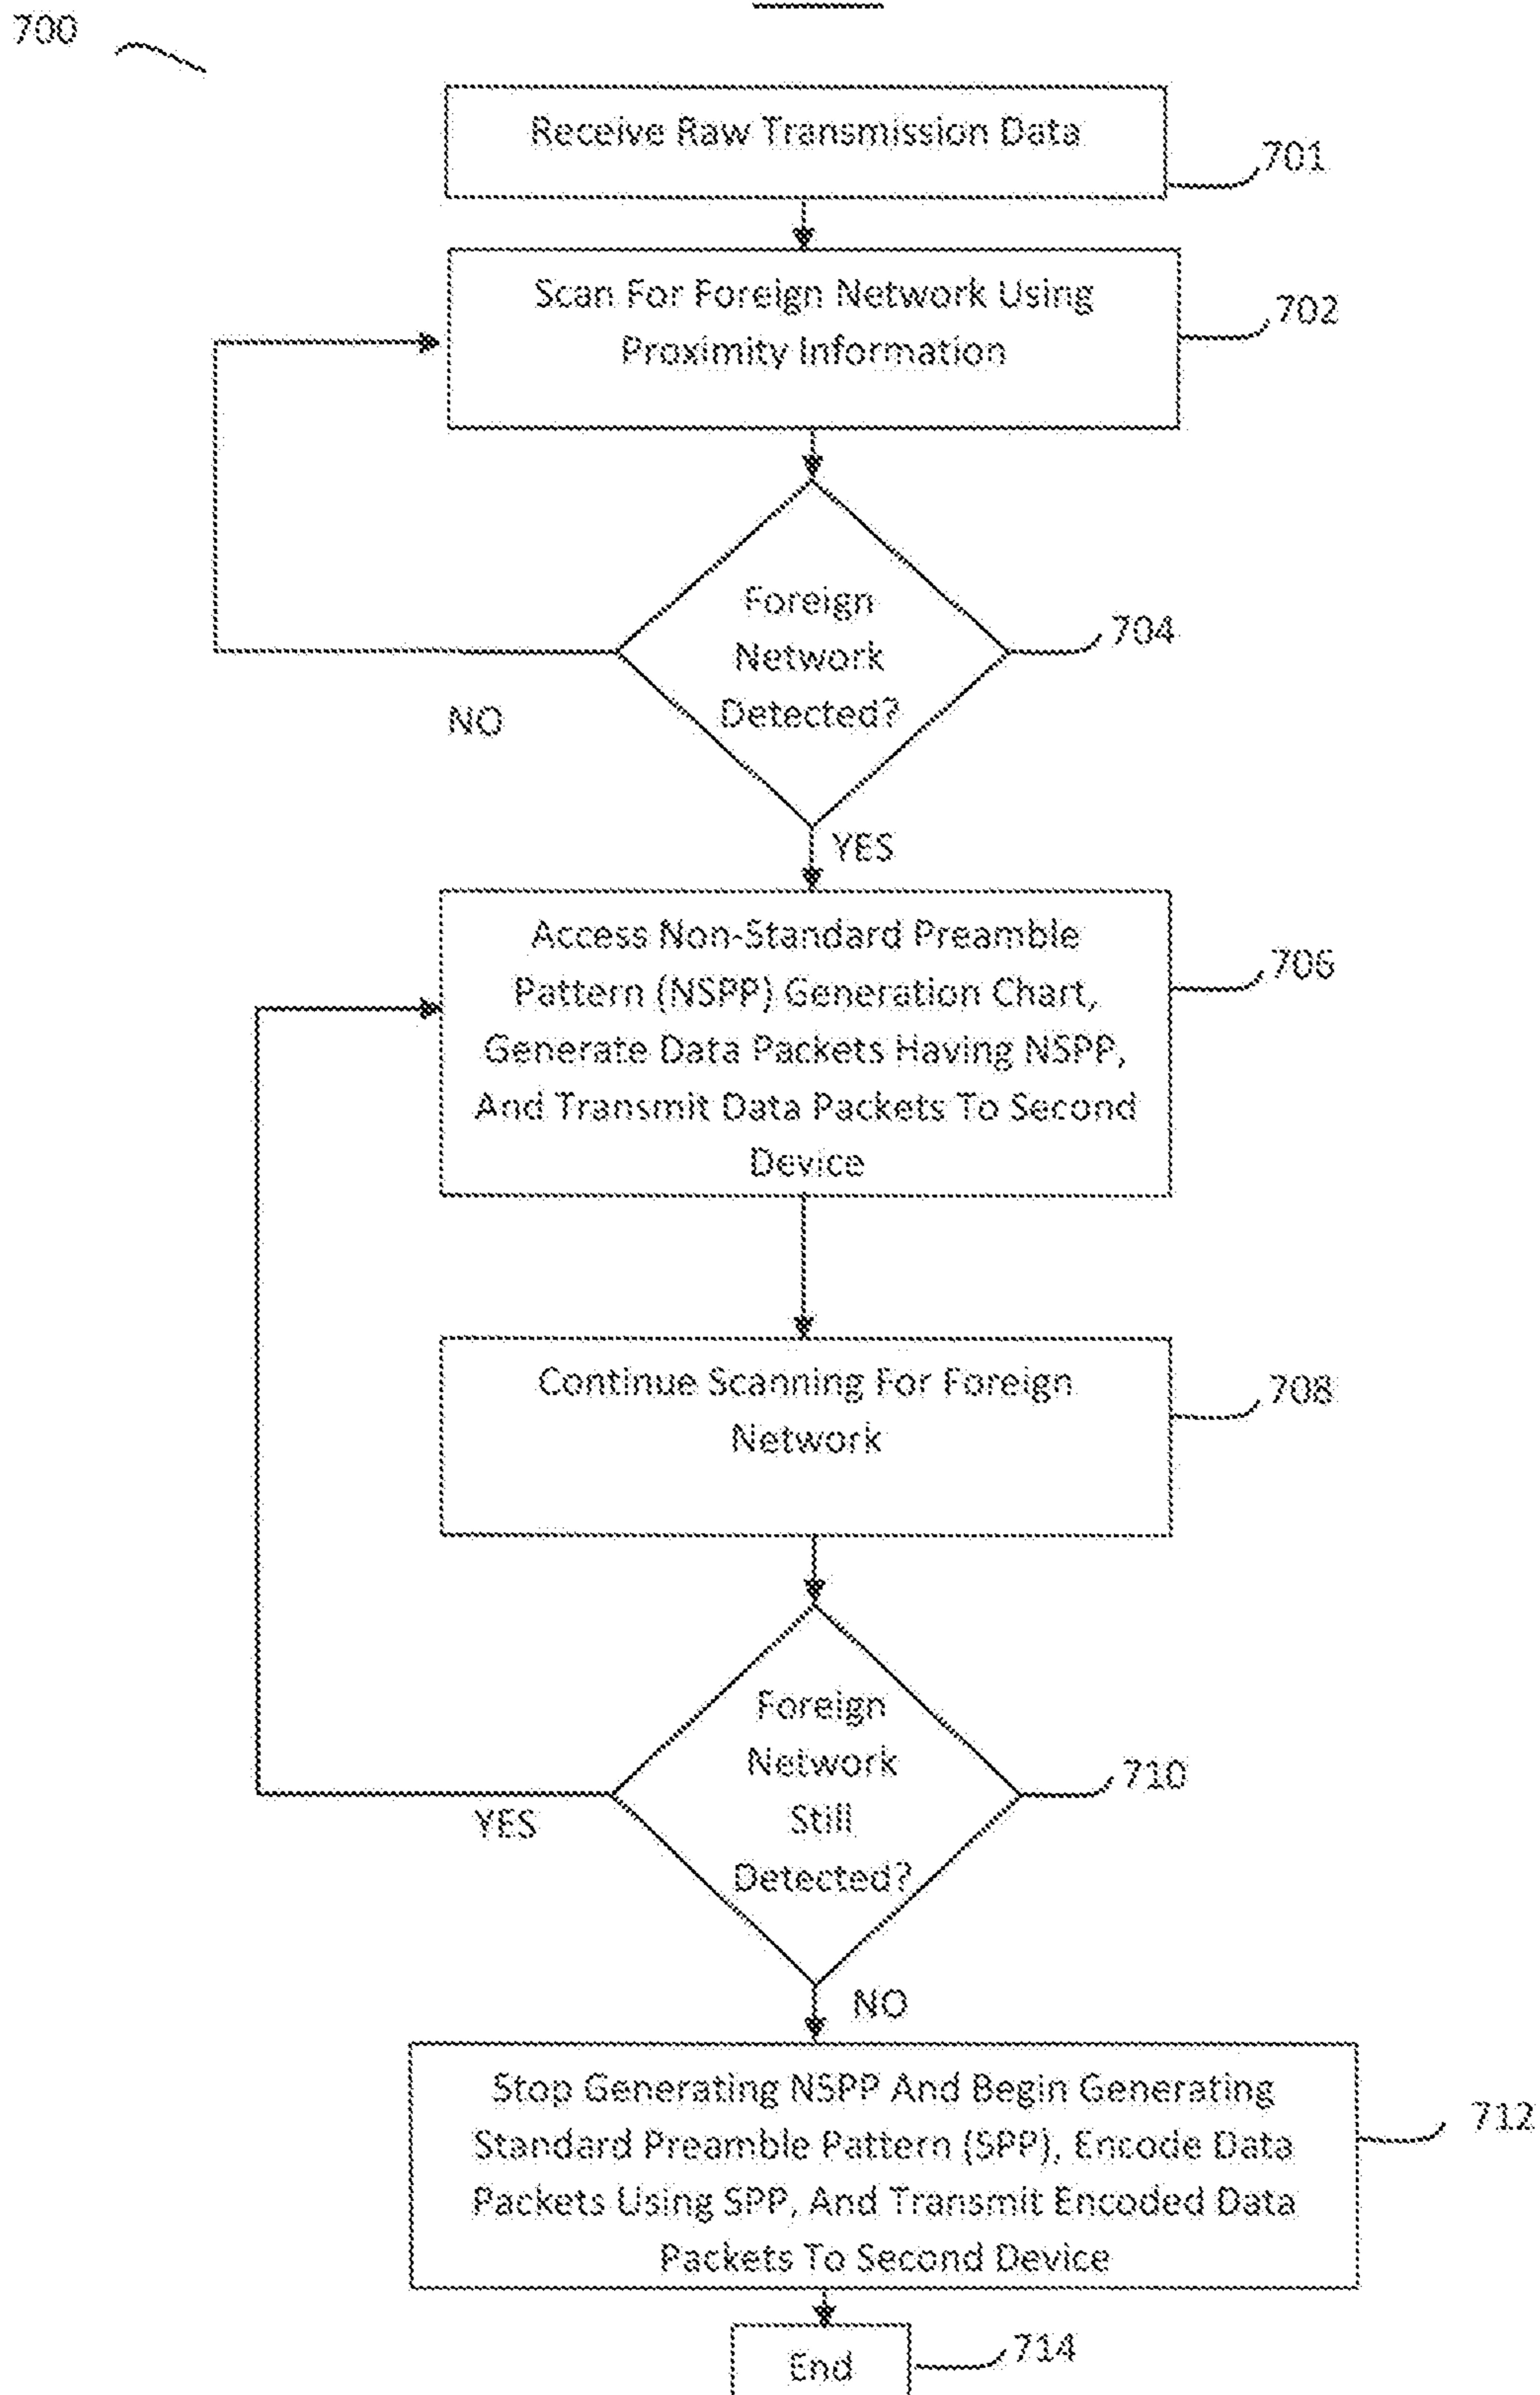 700
Receive Raw Transmission Data
701
Scan For Foreign Network Using
Proximity Information
702
Foreign
Network
Detected?
704
NO
YES
Access Non-Standard Preamble
Pattern (NSPP) Generation Chart,
Generate Data Packets Having NSPP,
And Transmit Data Packets To Second
Device
706
Continue Scanning For Foreign
Network
708
Foreign
Network
Still
Detected?
710
YES
NO
Stop Generating NSPP And Begin Generating
Standard Preamble Pattern (SPP), Encode Data
Packets Using SPP, And Transmit Encoded Data
Packets To Second Device
712
End
714